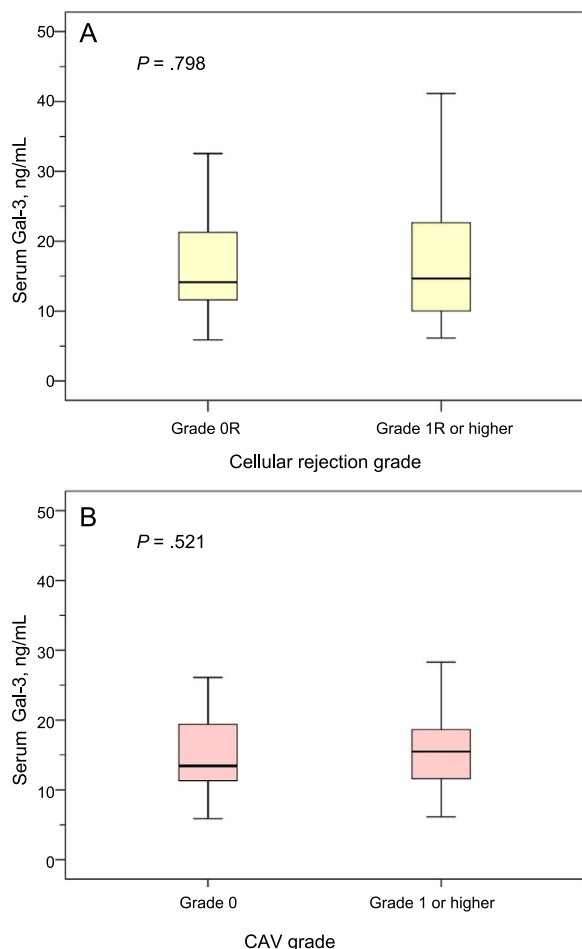 A
P = .798
50
40
30
20
10
0
Serum Gal-3, ng/mL
Grade 0R
Grade 1R or higher
Cellular rejection grade
B
P = .521
50
40
30
20
10
0
Serum Gal-3, ng/mL
Grade 0
Grade 1 or higher
CAV grade